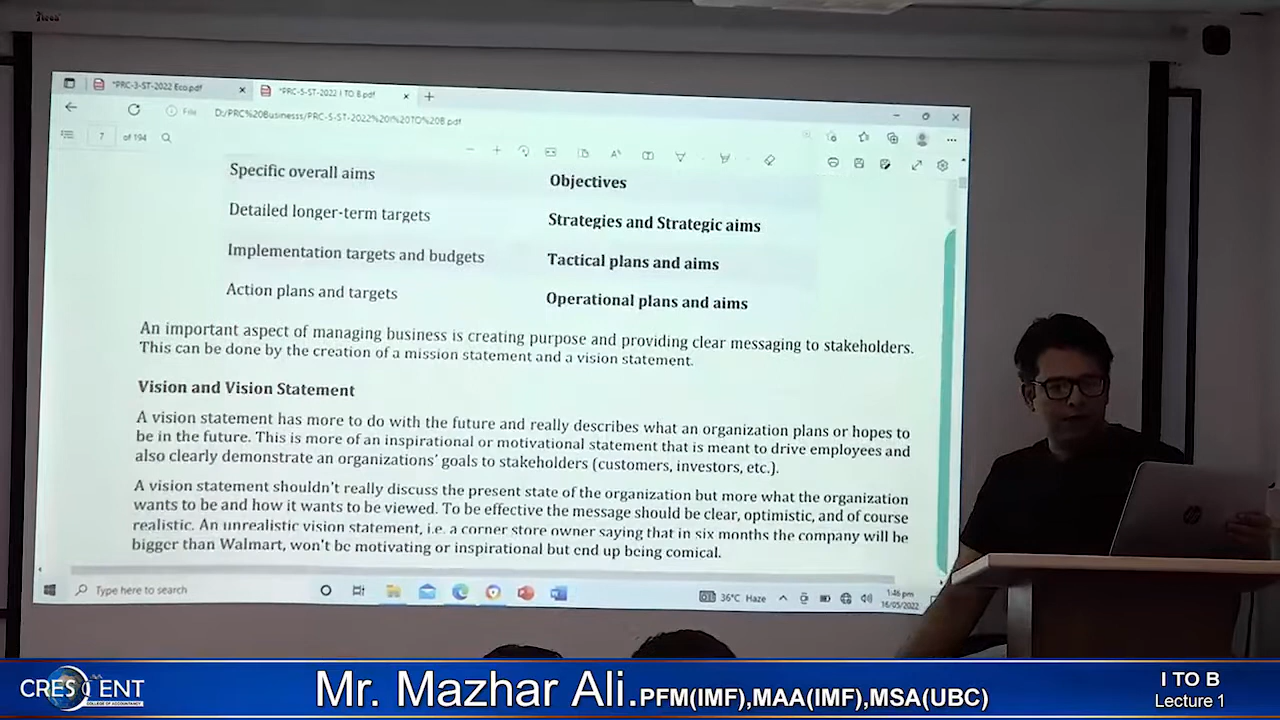 *PRC-3-ST-2022 Eco.pdf
*PRC-5-ST-2022 I TO B.pdf
File D:/PRC%20Businesss/PRC-5-ST-2022%20I%20TO%20B.pdf
7 of 194
Specific overall aims Objectives
Detailed longer-term targets Strategies and Strategic aims
Implementation targets and budgets Tactical plans and aims
Action plans and targets Operational plans and aims
An important aspect of managing business is creating purpose and providing clear messaging to stakeholders.
This can be done by the creation of a mission statement and a vision statement.
Vision and Vision Statement
A vision statement has more to do with the future and really describes what an organization plans or hopes to
be in the future. This is more of an inspirational or motivational statement that is meant to drive employees and
also clearly demonstrate an organizations' goals to stakeholders (customers, investors, etc.).
A vision statement shouldn't really discuss the present state of the organization but more what the organization
wants to be and how it wants to be viewed. To be effective the message should be clear, optimistic, and of course
realistic. An unrealistic vision statement, i.e. a corner store owner saying that in six months the company will be
bigger than Walmart, won't be motivating or inspirational but end up being comical.
Type here to search
36°C Haze
1:46 pm
16/05/2022
hp
CRESCENT
COLLEGE OF ACCOUNTANCY
Mr. Mazhar Ali.PFM(IMF),MAA(IMF),MSA(UBC)
I TO B
Lecture 1